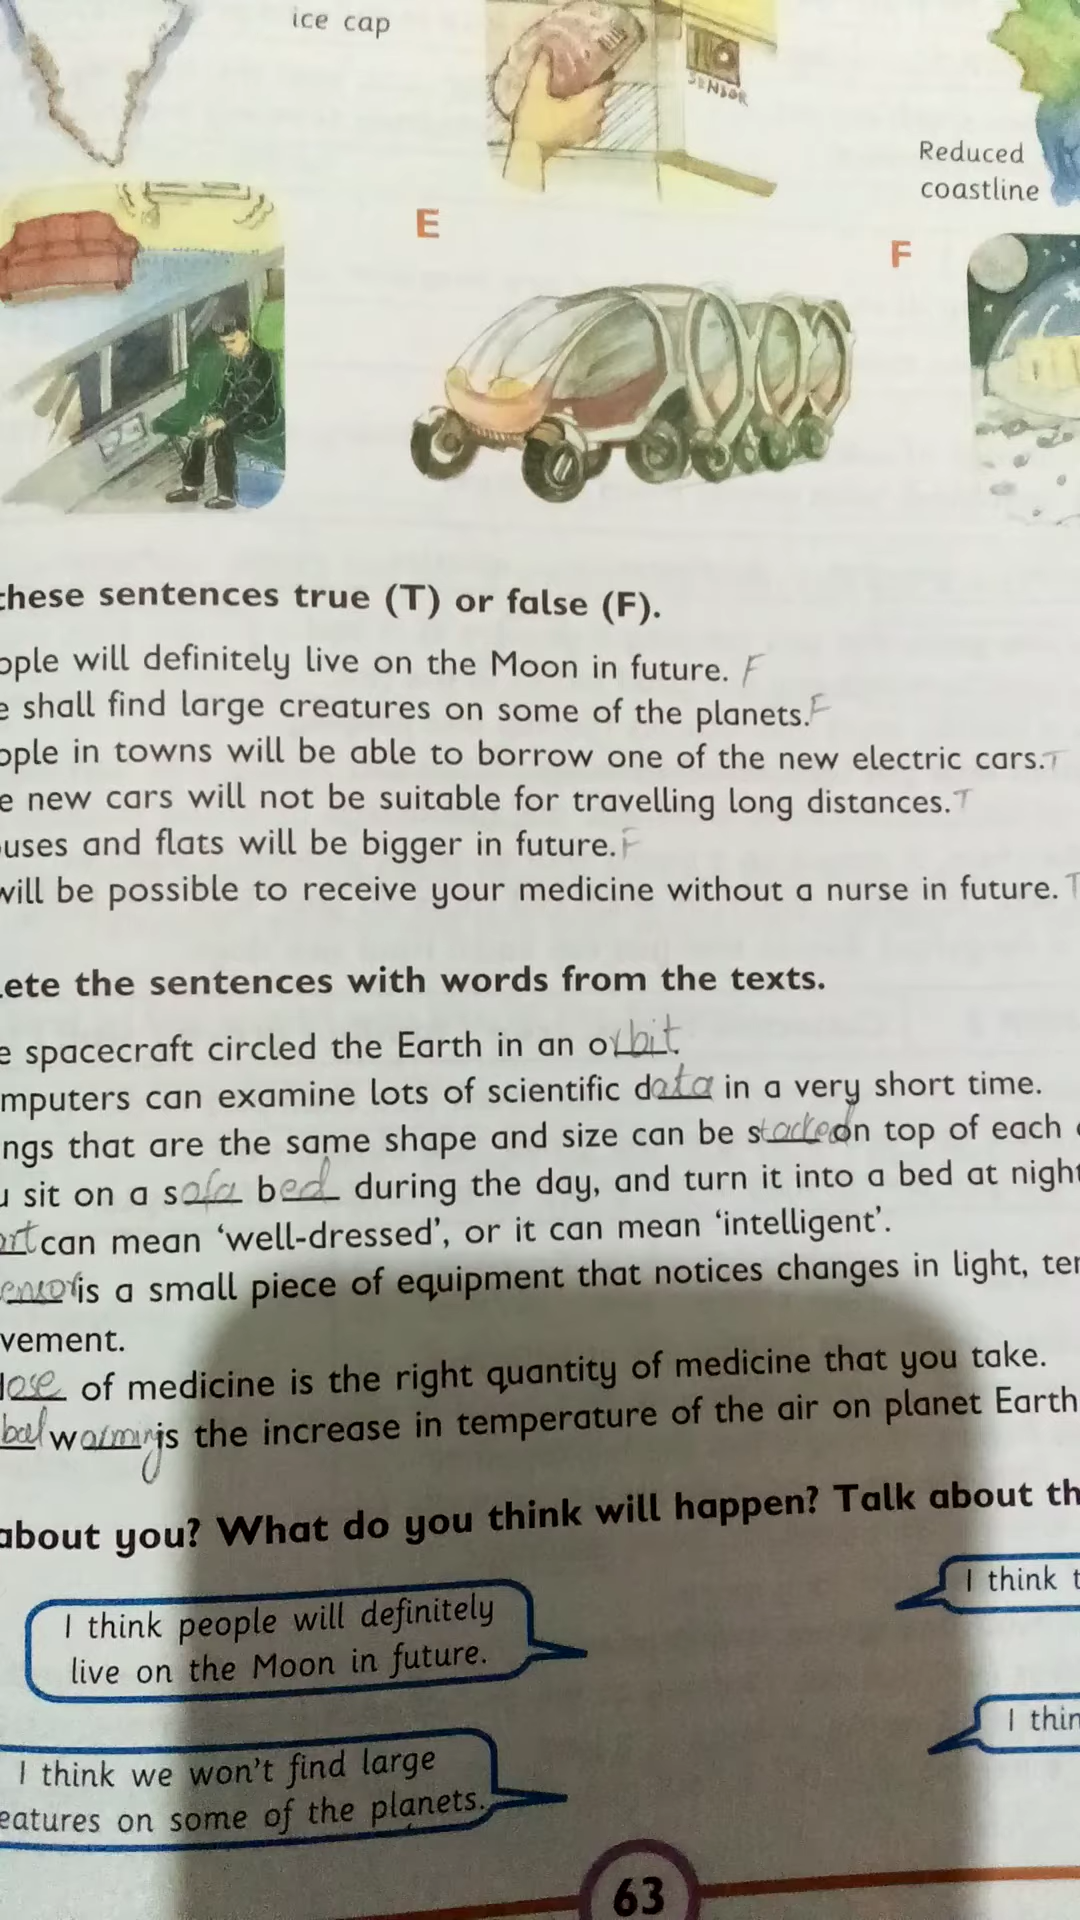 ice cap
SENSOR
Reduced
coastline
E
F
these sentences true (T) or false (F).
ople will definitely live on the Moon in future. F
e shall find large creatures on some of the planets. F
ople in towns will be able to borrow one of the new electric cars. T
e new cars will not be suitable for travelling long distances. T
uses and flats will be bigger in future. F
will be possible to receive your medicine without a nurse in future. T
ete the sentences with words from the texts.
e spacecraft circled the Earth in an orbit.
mputers can examine lots of scientific data in a very short time.
ngs that are the same shape and size can be stacked on top of each
u sit on a sofa bed during the day, and turn it into a bed at night
art can mean ‘well-dressed’, or it can mean ‘intelligent’.
ensor is a small piece of equipment that notices changes in light, ter
vement.
dose of medicine is the right quantity of medicine that you take.
bal warming is the increase in temperature of the air on planet Earth
about you? What do you think will happen? Talk about th
I think t
I think people will definitely
live on the Moon in future.
I thin
I think we won’t find large
eatures on some of the planets.
63